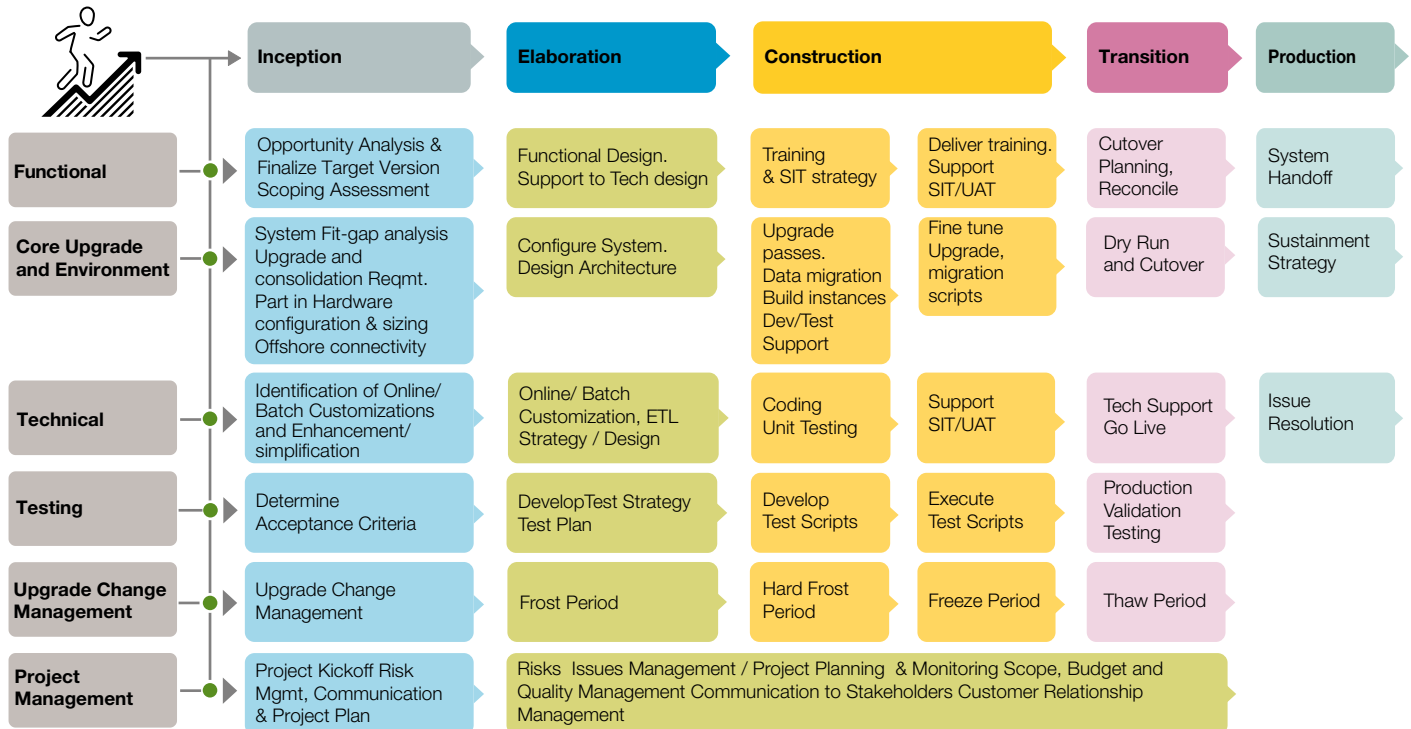 Inception
Elaboration
Construction
Transition
Production
Functional
Opportunity Analysis &
Finalize Target Version
Scoping Assessment
Functional Design.
Support to Tech design
Training
& SIT strategy
Deliver training.
Support
SIT/UAT
Cutover
Planning,
Reconcile
System
Handoff
Core Upgrade
and Environment
System Fit-gap analysis
Upgrade and
consolidation Reqmt.
Part in Hardware
configuration & sizing
Offshore connectivity
Configure System.
Design Architecture
Upgrade
passes.
Data migration
Build instances
Dev/Test
Support
Fine tune
Upgrade,
migration
scripts
Dry Run
and Cutover
Sustainment
Strategy
Technical
Identification of Online/
Batch Customizations
and Enhancement/
simplification
Online/ Batch
Customization, ETL
Strategy / Design
Coding
Unit Testing
Support
SIT/UAT
Tech Support
Go Live
Issue
Resolution
Testing
Determine
Acceptance Criteria
DevelopTest Strategy
Test Plan
Develop
Test Scripts
Execute
Test Scripts
Production
Validation
Testing
Upgrade Change
Management
Upgrade Change
Management
Frost Period
Hard Frost
Period
Freeze Period
Thaw Period
Project
Management
Project Kickoff Risk
Mgmt, Communication
& Project Plan
Risks Issues Management / Project Planning & Monitoring Scope, Budget and
Quality Management Communication to Stakeholders Customer Relationship
Management